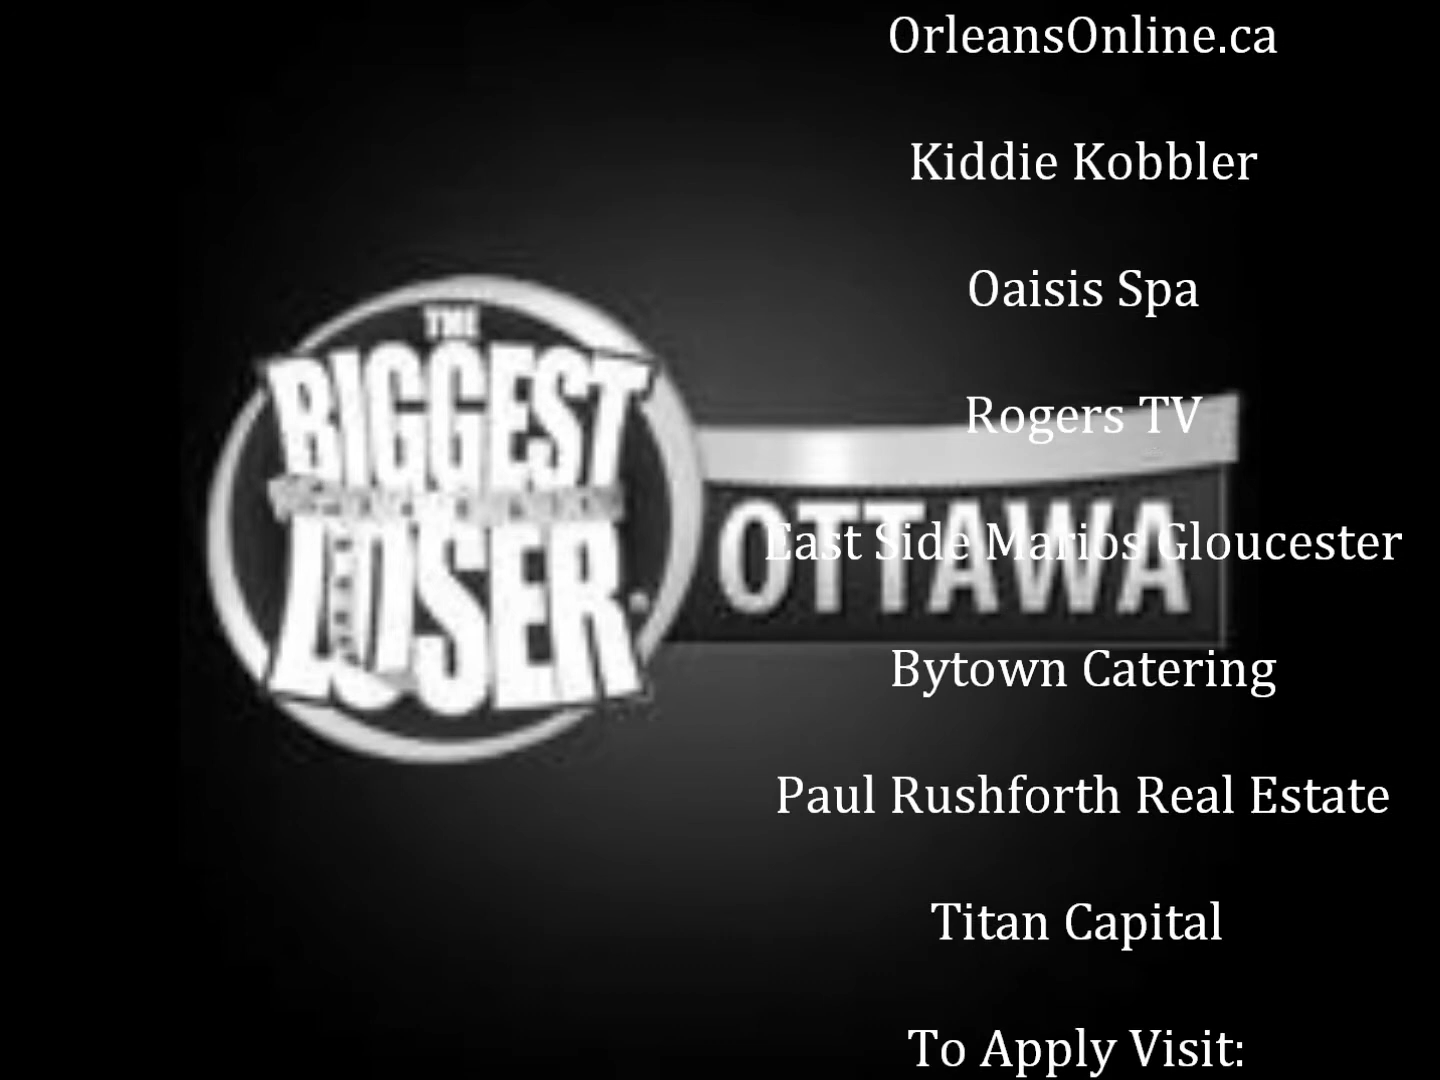 OrleansOnline.ca
Kiddie Kobbler
Oaisis Spa
Rogers TV
East Side Marios Gloucester
Bytown Catering
Paul Rushforth Real Estate
Titan Capital
To Apply Visit:
THE
BIGGEST
LOSER
OTTAWA